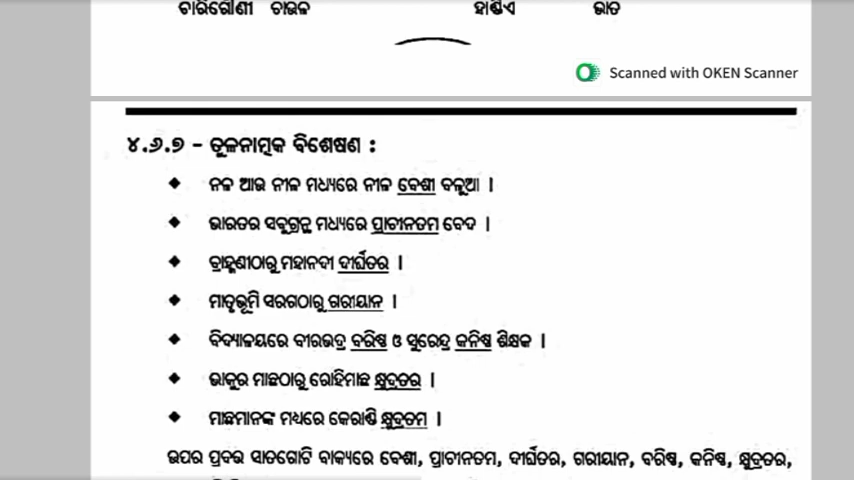 ଚାରିଗୌଣୀ ଚାଉଳ ହାଣ୍ଡିଏ ଭାତ
Scanned with OKEN Scanner
୪.୬.୭ - ତୁଳନାତ୍ମକ ବିଶେଷଣ :
◆ ନଳ ଆଉ ନୀଳ ମଧ୍ୟରେ ନୀଳ ବେଶୀ ବଳୁଆ ।
◆ ଭାରତର ସବୁଗ୍ରନ୍ଥ ମଧ୍ୟରେ ପ୍ରାଚୀନତମ ବେଦ ।
◆ ବ୍ରାହ୍ମଣୀଠାରୁ ମହାନଦୀ ଦୀର୍ଘତର ।
◆ ମାତୃଭୂମି ସରଗଠାରୁ ଗରୀୟାନ ।
◆ ବିଦ୍ୟାଳୟରେ ବୀରଭଦ୍ର ବରିଷ୍ଠ ଓ ସୁରେନ୍ଦ୍ର କନିଷ୍ଠ ଶିକ୍ଷକ ।
◆ ଭାକୁର ମାଛଠାରୁ ରୋହିମାଛ କ୍ଷୁଦ୍ରତର ।
◆ ମାଛମାନଙ୍କ ମଧ୍ୟରେ କେରାଣ୍ଡି କ୍ଷୁଦ୍ରତମ ।
ଉପର ପ୍ରଦତ୍ତ ସାତଗୋଟି ବାକ୍ୟରେ ବେଶୀ, ପ୍ରାଚୀନତମ, ଦୀର୍ଘତର, ଗରୀୟାନ, ବରିଷ୍ଠ, କନିଷ୍ଠ, କ୍ଷୁଦ୍ରତର,